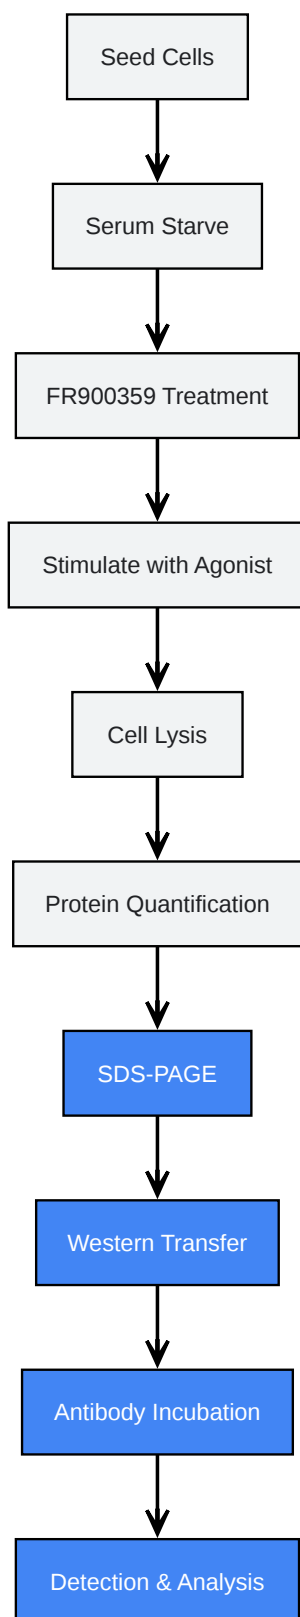 Seed Cells
Serum Starve
FR900359 Treatment
Stimulate with Agonist
Cell Lysis
Protein Quantification
SDS-PAGE
Western Transfer
Antibody Incubation
Detection & Analysis